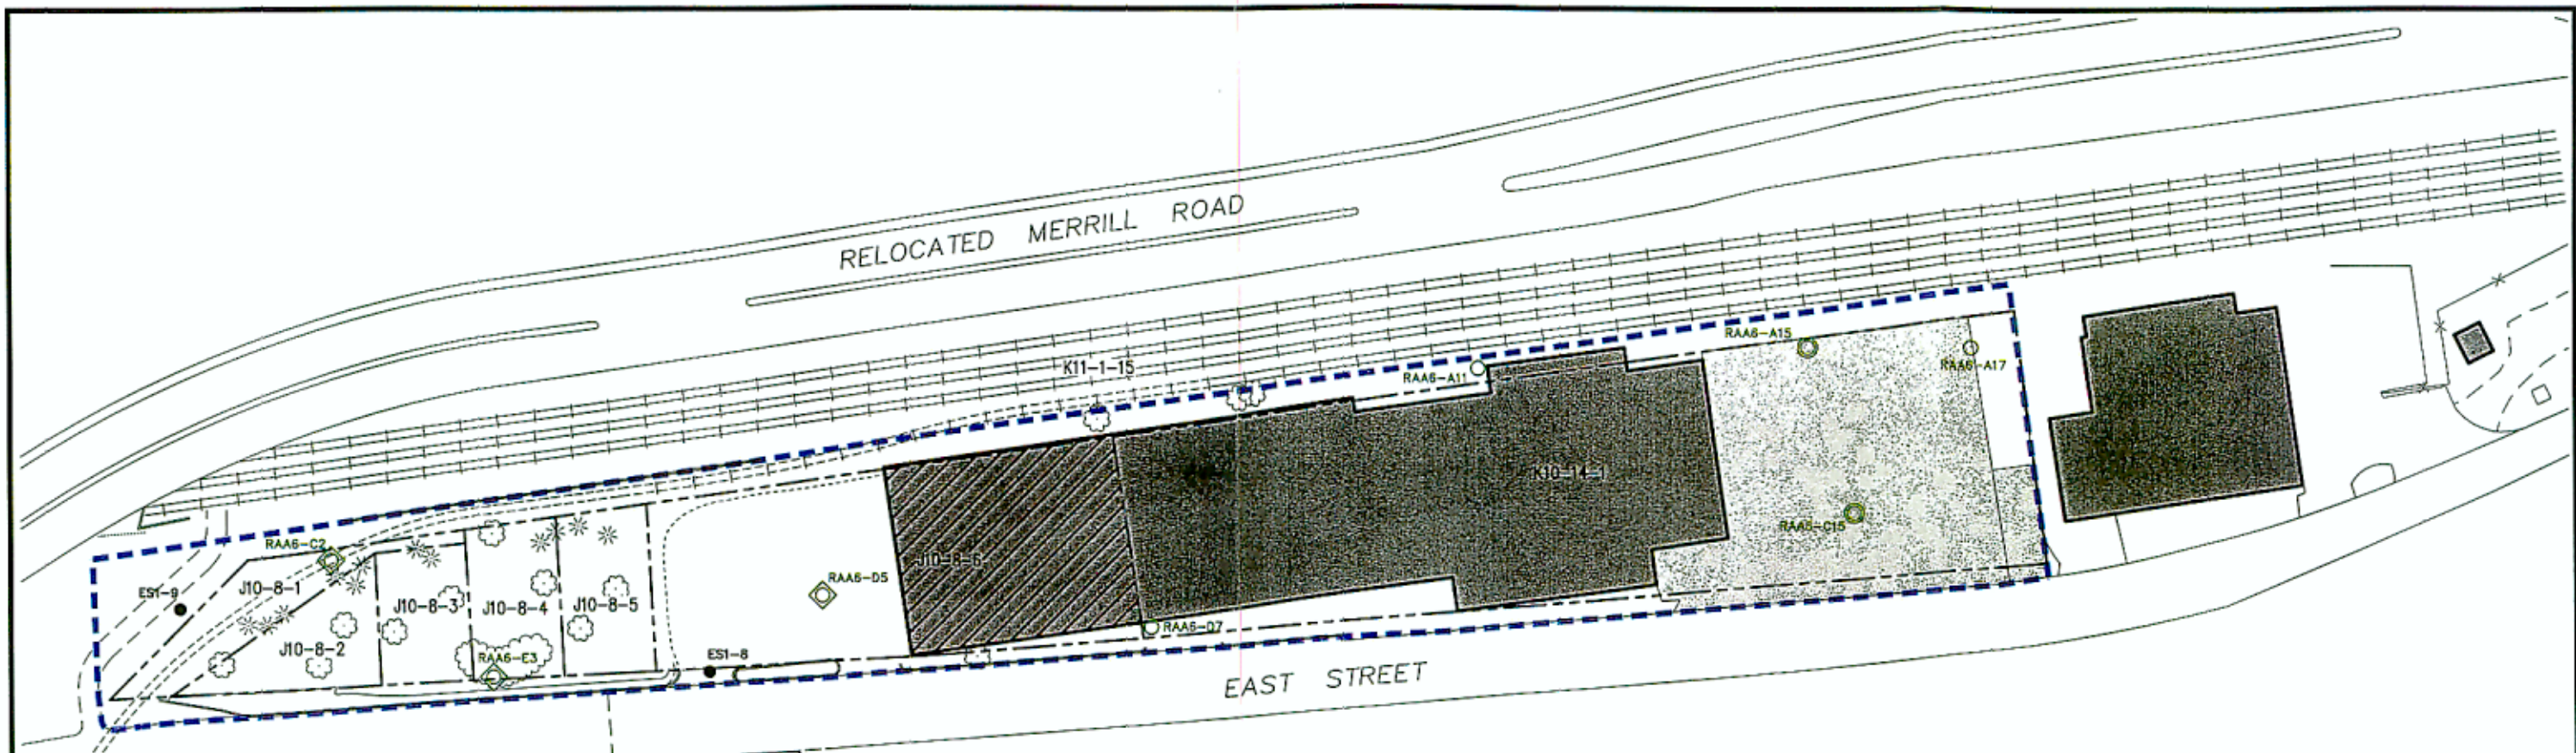 RELOCATED MERRILL ROAD
K11-1-15
RAA6-A15
RAA6-A11
RAA6-A17
K10-14-1
RAA6-C15
RAA6-C2
J10-8-6
ES1-9
J10-8-1
RAA6-D5
J10-8-3
J10-8-4
J10-8-5
RAA6-D7
J10-8-2
RAA6-E3
ES1-8
EAST STREET